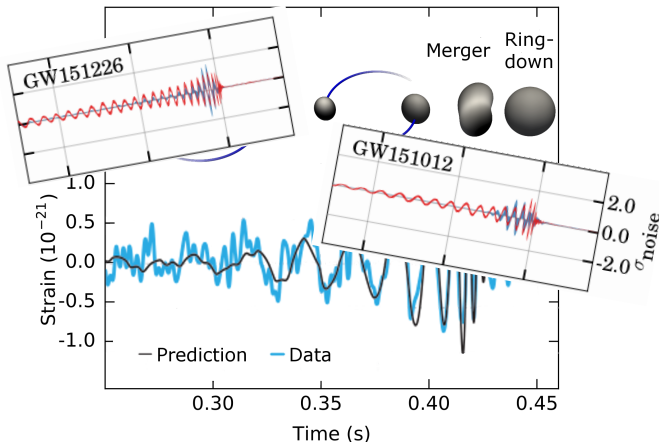 GW151226
Merger
Ring-
down
GW151012
2.0
0.0
-2.0
σnoise
1.0
0.5
0.0
-0.5
-1.0
Strain (10⁻²¹)
Prediction
Data
0.30
0.35
0.40
0.45
Time (s)